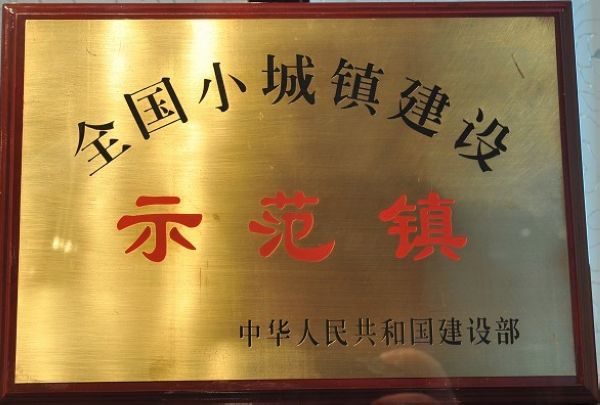 全国小城镇建设
示范镇
中华人民共和国建设部